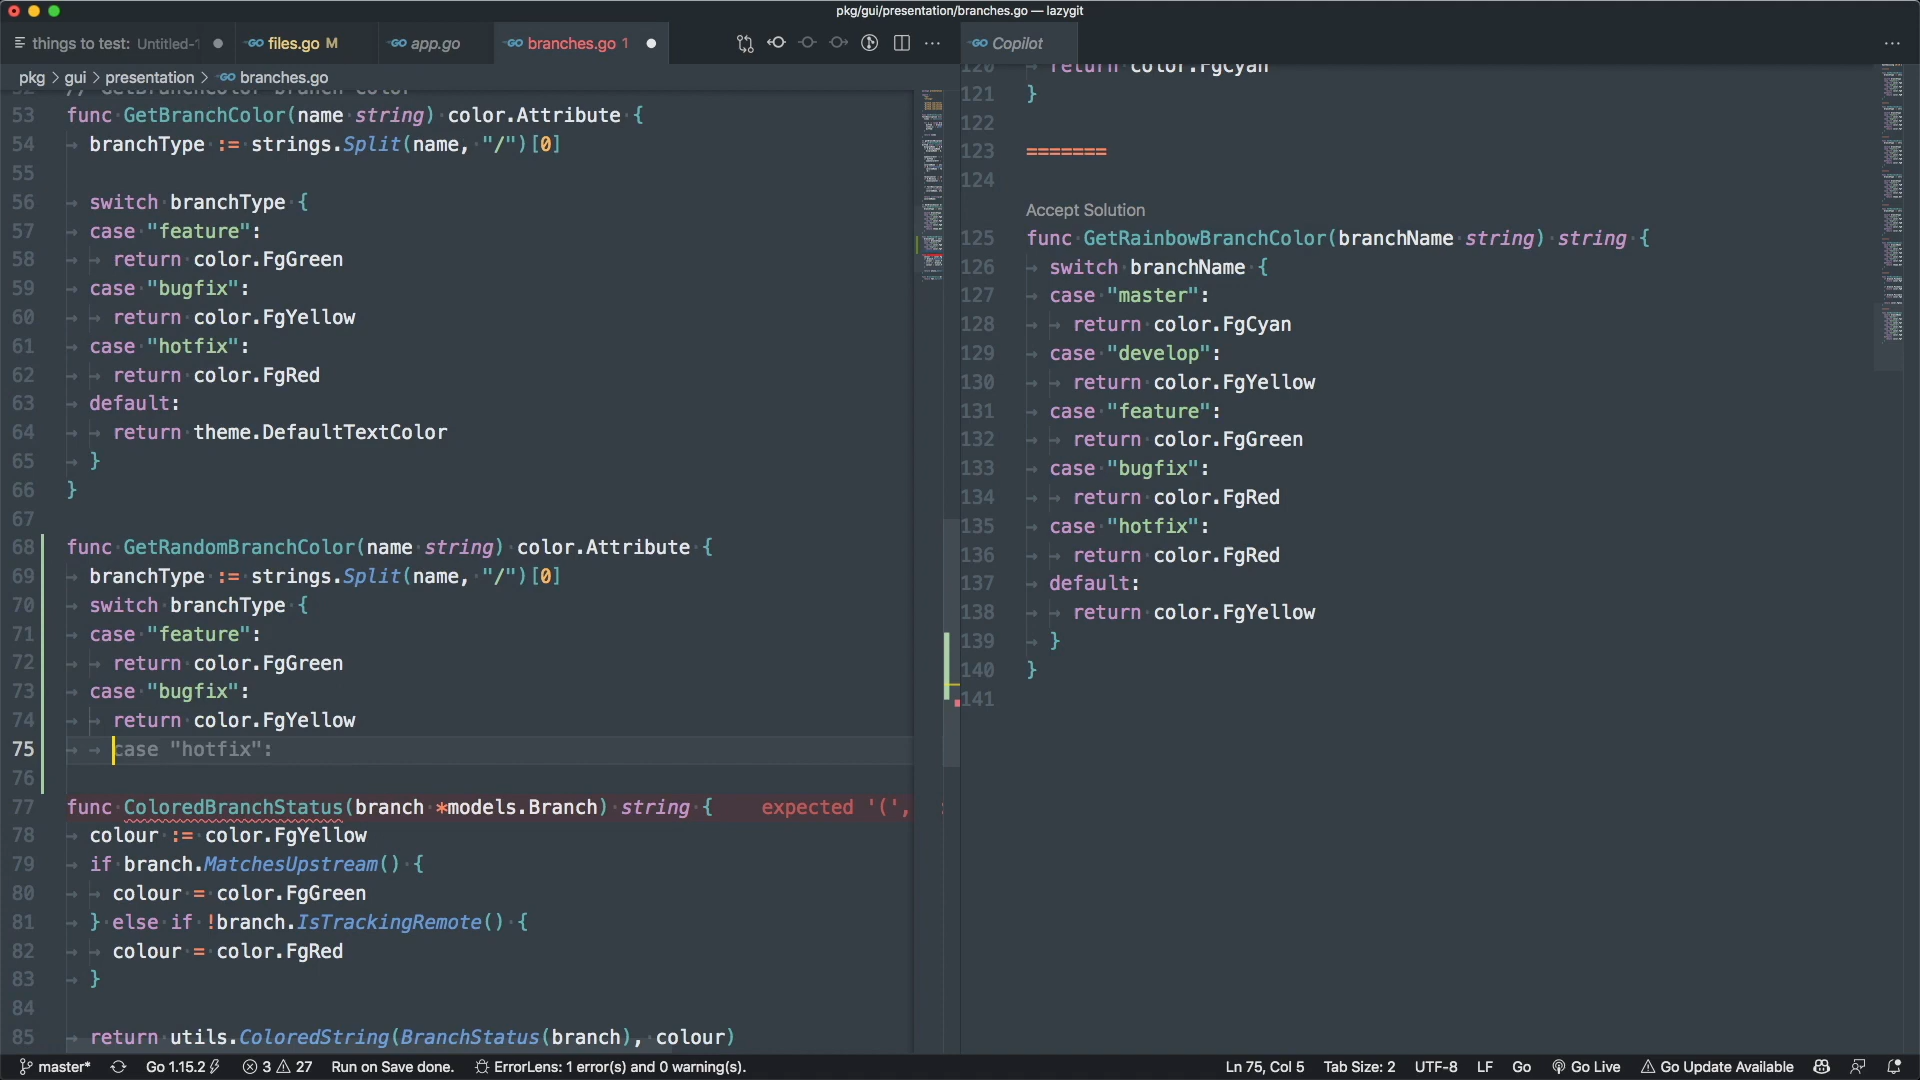 pkg/gui/presentation/branches.go — lazygit
things to test: Untitled-1
files.go M
app.go
branches.go 1
Copilot
pkg > gui > presentation > branches.go
52 // GetBranchColor branch color
53 func GetBranchColor(name string) color.Attribute {
54 branchType := strings.Split(name, "/")[0]
55
56 switch branchType {
57 case "feature":
58 return color.FgGreen
59 case "bugfix":
60 return color.FgYellow
61 case "hotfix":
62 return color.FgRed
63 default:
64 return theme.DefaultTextColor
65 }
66 }
67
68 func GetRandomBranchColor(name string) color.Attribute {
69 branchType := strings.Split(name, "/")[0]
70 switch branchType {
71 case "feature":
72 return color.FgGreen
73 case "bugfix":
74 return color.FgYellow
75 case "hotfix":
76
77 func ColoredBranchStatus(branch *models.Branch) string { expected '(',
78 colour := color.FgYellow
79 if branch.MatchesUpstream() {
80 colour = color.FgGreen
81 } else if !branch.IsTrackingRemote() {
82 colour = color.FgRed
83 }
84
85 return utils.ColoredString(BranchStatus(branch), colour)
120 return color.FgCyan
121 }
122
123 =======
124
Accept Solution
125 func GetRainbowBranchColor(branchName string) string {
126 switch branchName {
127 case "master":
128 return color.FgCyan
129 case "develop":
130 return color.FgYellow
131 case "feature":
132 return color.FgGreen
133 case "bugfix":
134 return color.FgRed
135 case "hotfix":
136 return color.FgRed
137 default:
138 return color.FgYellow
139 }
140 }
141
master* Go 1.15.2 3 27 Run on Save done. ErrorLens: 1 error(s) and 0 warning(s). Ln 75, Col 5 Tab Size: 2 UTF-8 LF Go Go Live Go Update Available